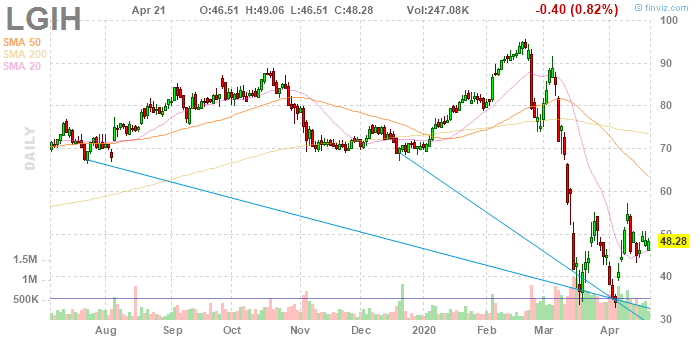 © finviz.com
LGIH
Apr 21 O:46.51 H:49.06 L:46.51 C:48.28 Vol:247.08K -0.40 (0.82%)
SMA 50
SMA 200
SMA 20
DAILY
100
90
80
70
60
50
48.28
40
30
1.5M
1M
500K
Aug Sep Oct Nov Dec 2020 Feb Mar Apr